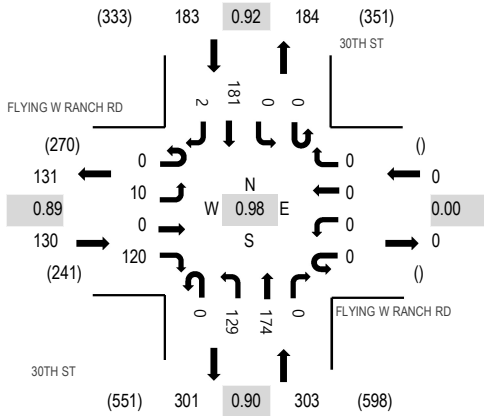 (333) 183 0.92 184 (351)
30TH ST
2 181 0 0
FLYING W RANCH RD
(270)
131
0.89
130
(241)
0
10
0
120
N
W 0.98 E
S
0
0
0
0
()
0
0.00
0
()
0 129 174 0
FLYING W RANCH RD
30TH ST
(551) 301 0.90 303 (598)